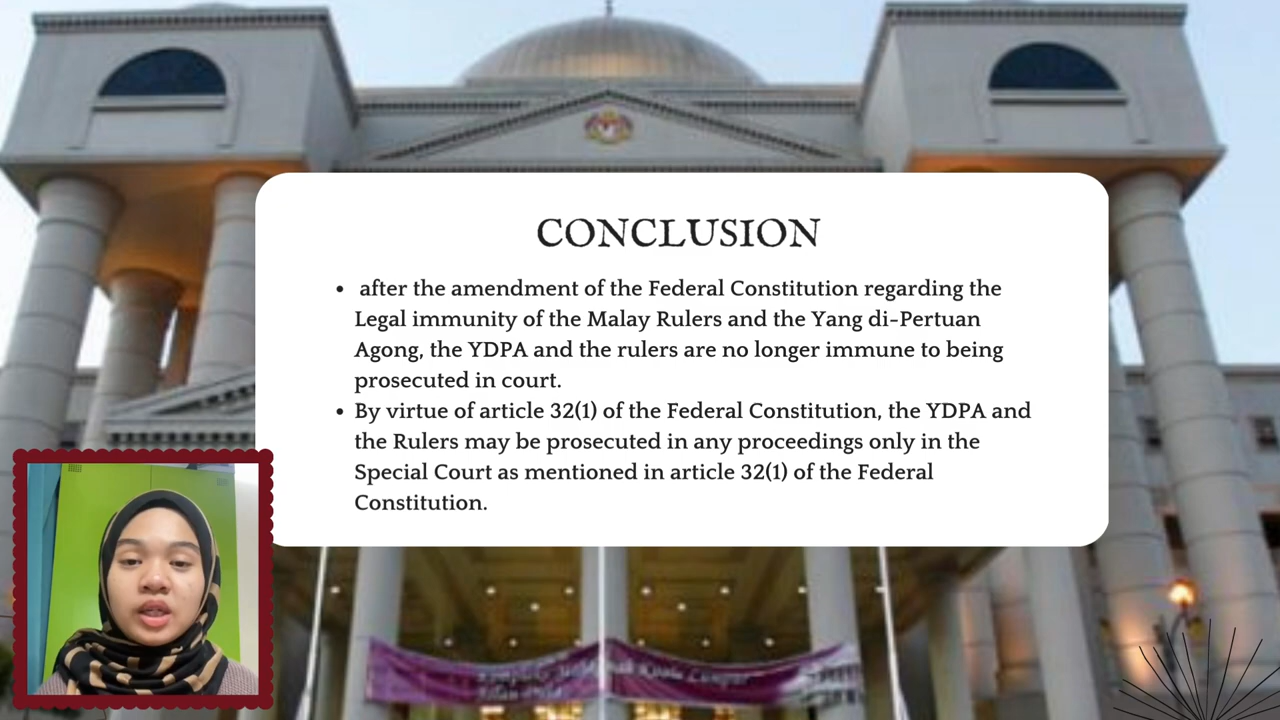 CONCLUSION
• after the amendment of the Federal Constitution regarding the
Legal immunity of the Malay Rulers and the Yang di-Pertuan
Agong, the YDPA and the rulers are no longer immune to being
prosecuted in court.
• By virtue of article 32(1) of the Federal Constitution, the YDPA and
the Rulers may be prosecuted in any proceedings only in the
Special Court as mentioned in article 32(1) of the Federal
Constitution.
Kuala Lumpur